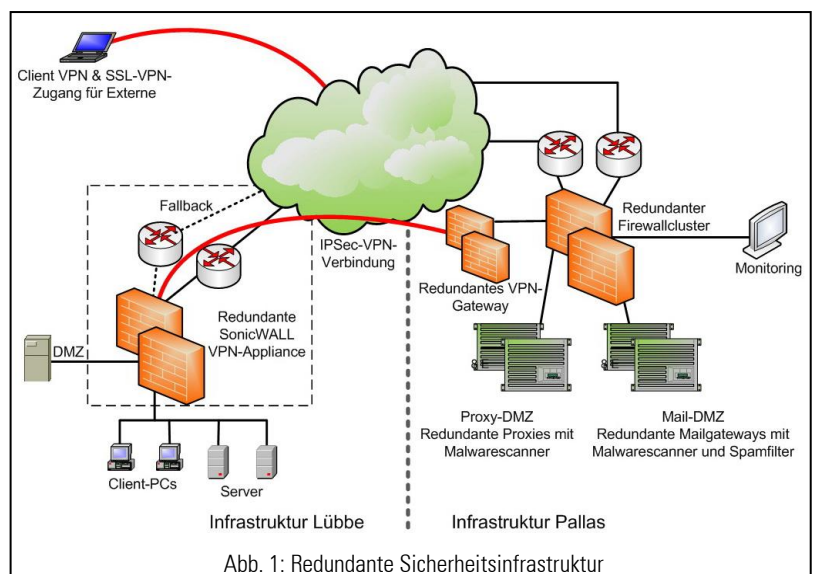 Client VPN & SSL-VPN-
Zugang für Externe
Fallback
IPSec-VPN-
Verbindung
Redundanter
Firewallcluster
Monitoring
Redundantes VPN-
Gateway
Redundante
SonicWALL
VPN-Appliance
DMZ
Proxy-DMZ
Redundante Proxies mit
Malwarescanner
Mail-DMZ
Redundante Mailgateways mit
Malwarescanner und Spamfilter
Client-PCs
Server
Infrastruktur Lübbe
Infrastruktur Pallas
Abb. 1: Redundante Sicherheitsinfrastruktur